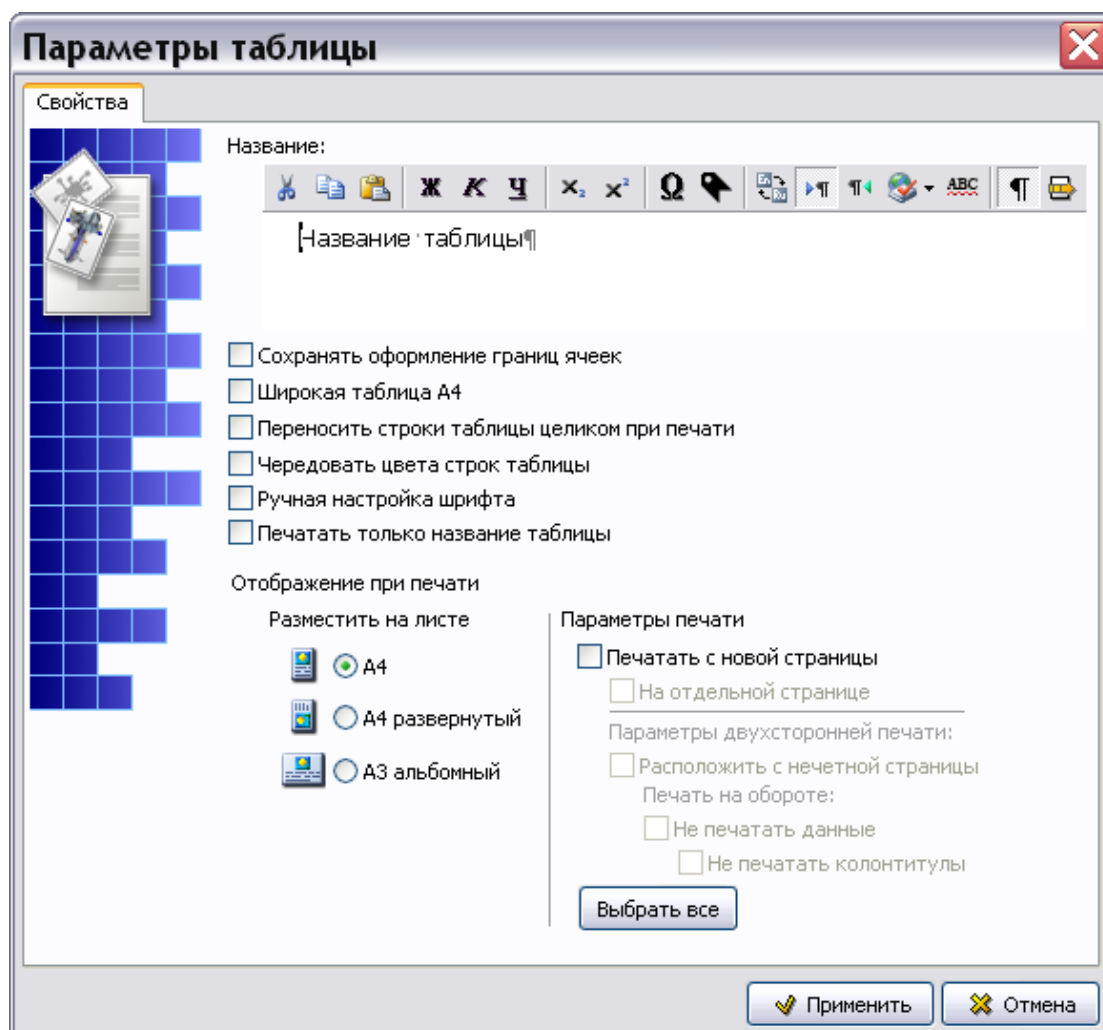 Параметры таблицы
Свойства
Название:
Ж К Ч x₂ x² Ω ¶ ¶ ABC ¶
Название·таблицы¶
Сохранять оформление границ ячеек
Широкая таблица А4
Переносить строки таблицы целиком при печати
Чередовать цвета строк таблицы
Ручная настройка шрифта
Печатать только название таблицы
Отображение при печати
Разместить на листе
А4
А4 развернутый
А3 альбомный
Параметры печати
Печатать с новой страницы
На отдельной странице
Параметры двухсторонней печати:
Расположить с нечетной страницы
Печать на обороте:
Не печатать данные
Не печатать колонтитулы
Выбрать все
Применить
Отмена